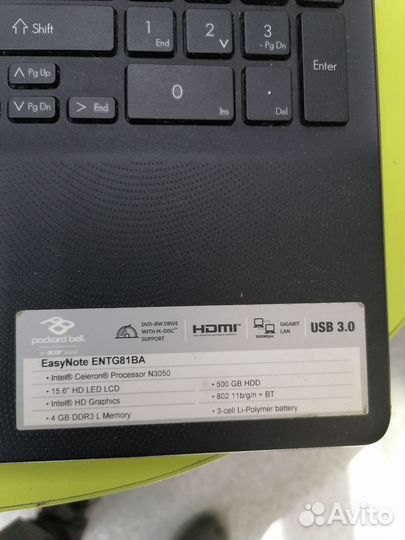 Shift
1 End
2
3 Pg Dn
Enter
Pg Up
Pg Dn
End
0 Ins
. Del
packard bell
DVD-RW DRIVE WITH M-DISC™ SUPPORT
HDMI™
1000Mbps
GIGABIT LAN
USB 3.0
EasyNote ENTG81BA
• Intel® Celeron® Processor N3050
• 15.6" HD LED LCD
• Intel® HD Graphics
• 4 GB DDR3 L Memory
• 500 GB HDD
• 802.11b/g/n + BT
• 3-cell Li-Polymer battery
Avito